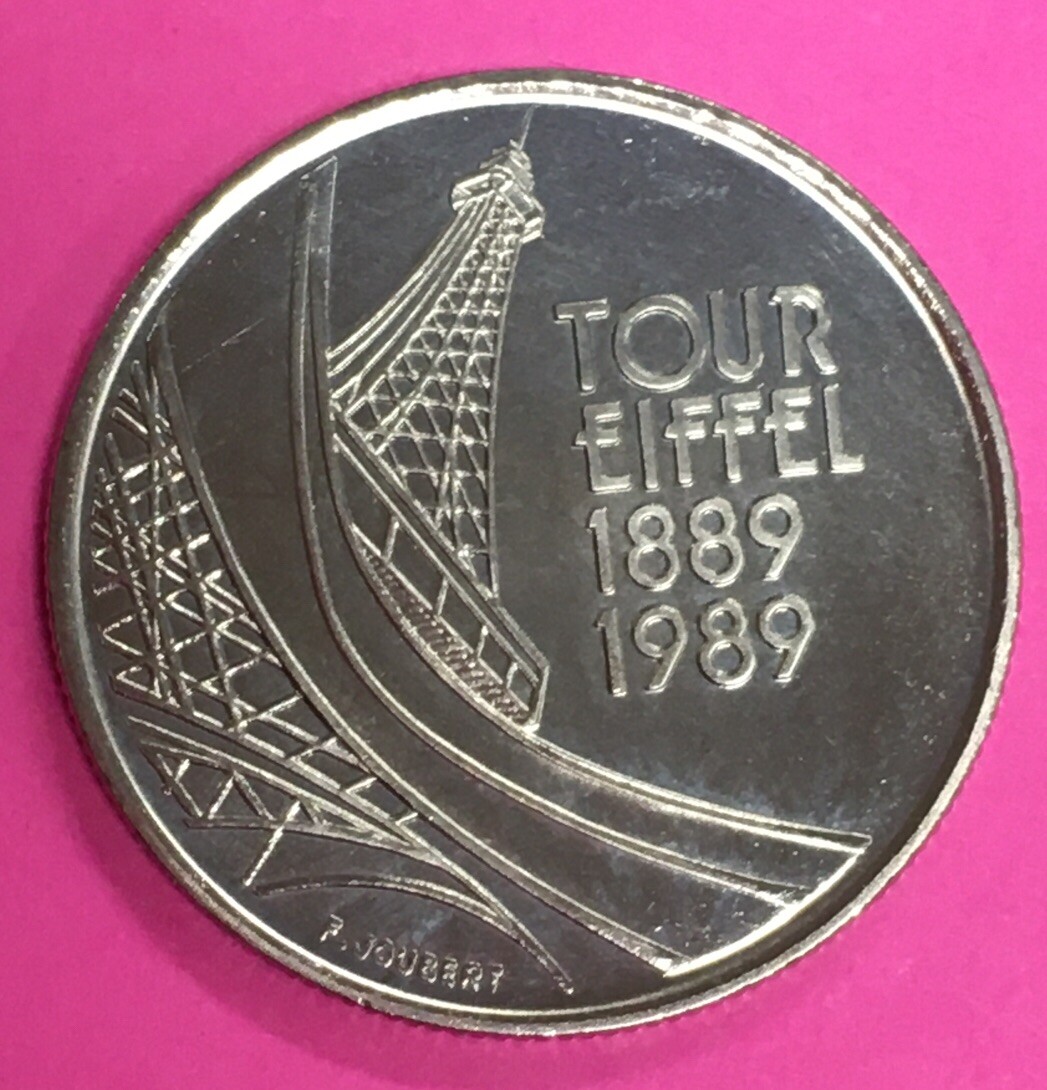 TOUR
EIFFEL
1889
1989
F. JOUBERT